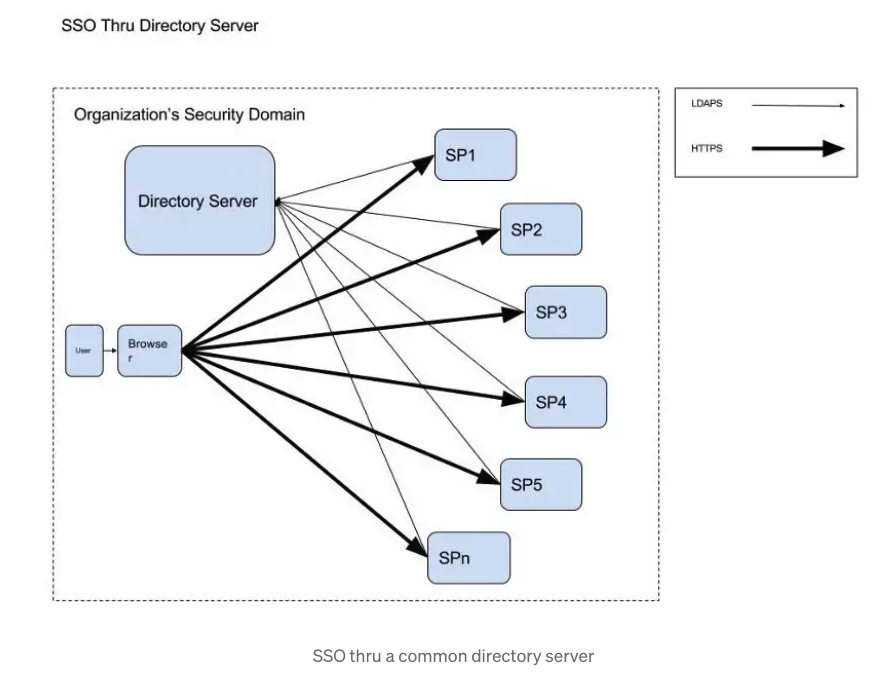 SSO Thru Directory Server
Organization's Security Domain
LDAPS
HTTPS
Directory Server
SP1
SP2
SP3
User
Browse
r
SP4
SP5
SPn
SSO thru a common directory server